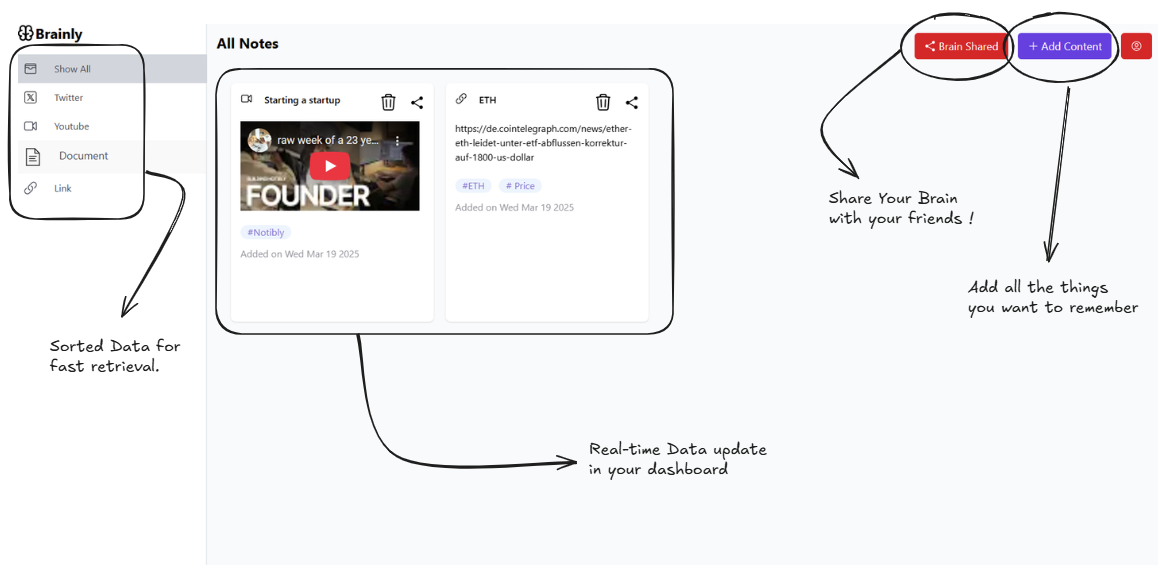 Brainly
All Notes
Brain Shared
+ Add Content
Show All
Twitter
Youtube
Document
Link
Starting a startup
raw week of a 23 ye...
FOUNDER
#Notibly
Added on Wed Mar 19 2025
ETH
https://de.cointelegraph.com/news/ether-
eth-leidet-unter-etf-abflussen-korrektur-
auf-1800-us-dollar
#ETH
# Price
Added on Wed Mar 19 2025
Share Your Brain
with your friends !
Add all the things
you want to remember
Sorted Data for
fast retrieval.
Real-time Data update
in your dashboard